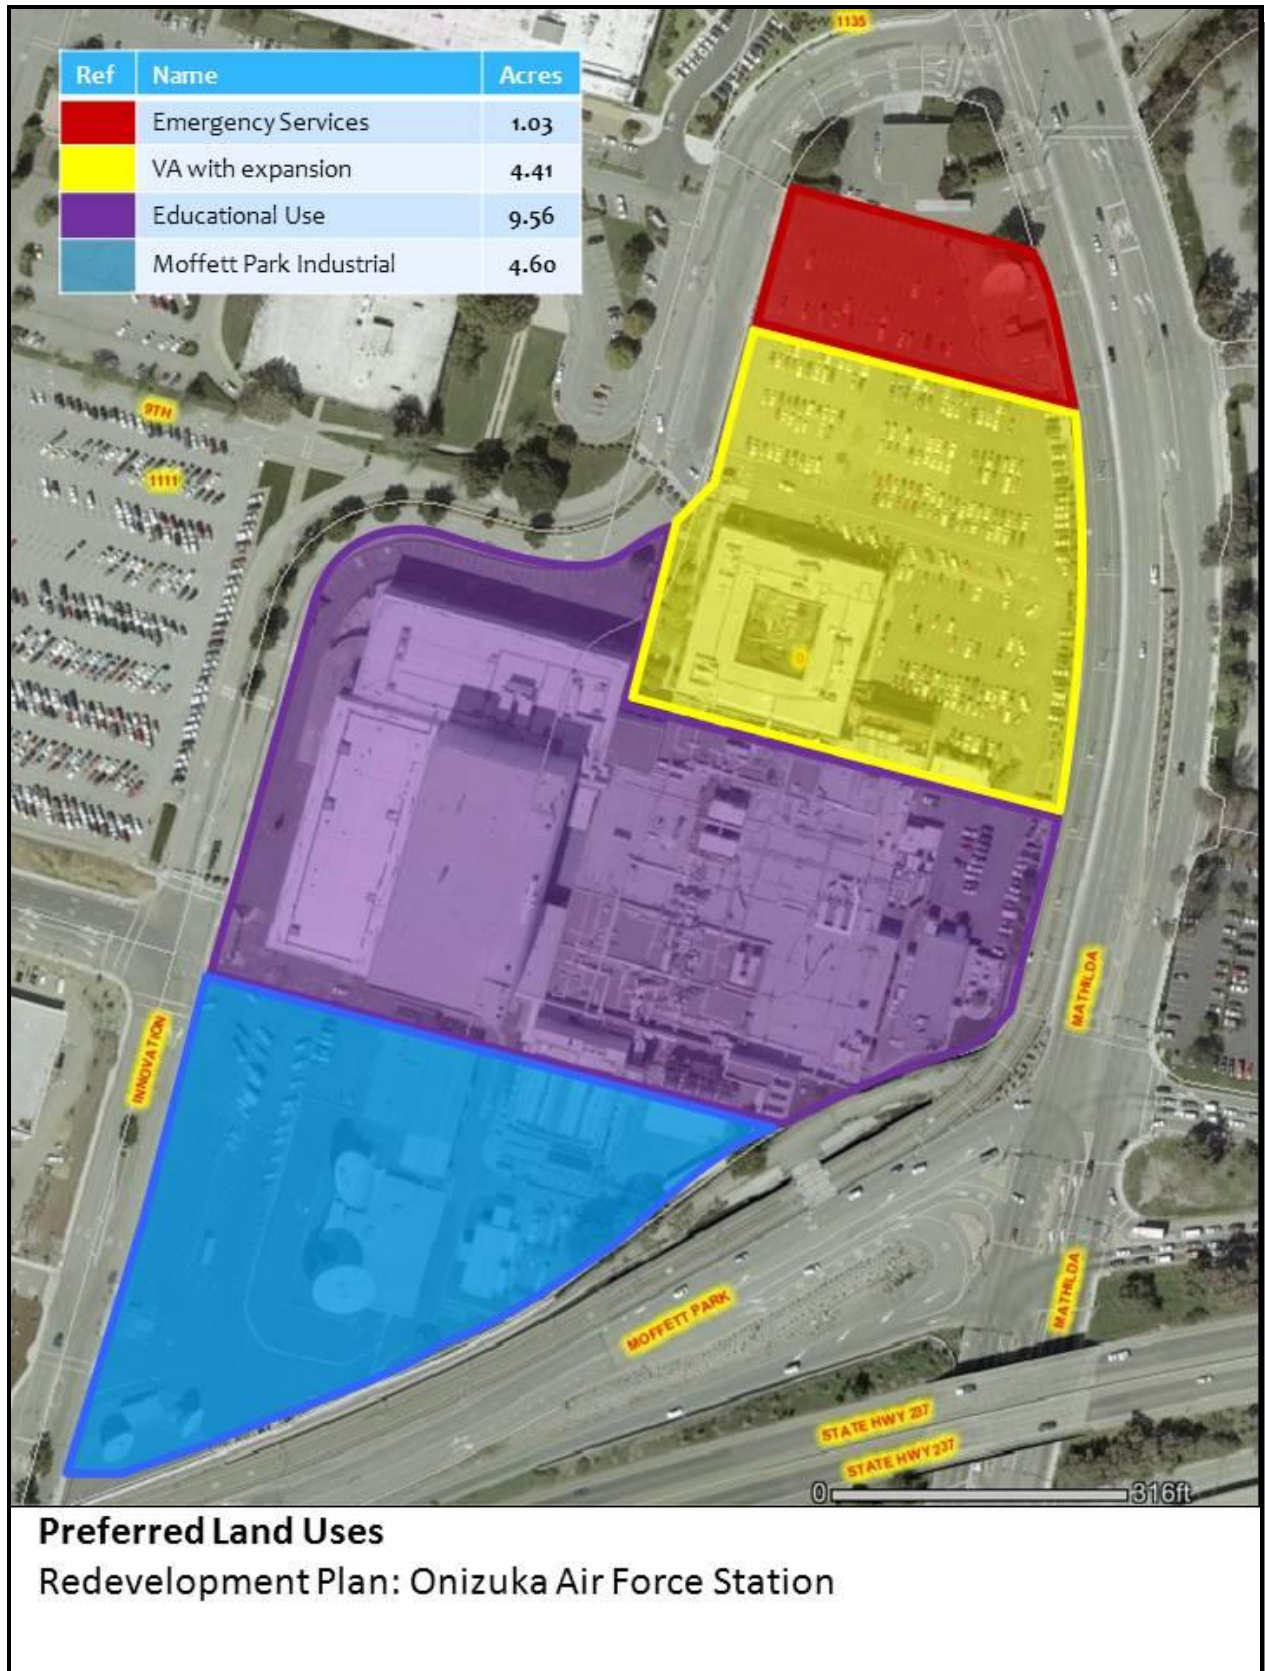 1135
Ref Name Acres
Emergency Services 1.03
VA with expansion 4.41
Educational Use 9.56
Moffett Park Industrial 4.60
9TH
1111
0
MATHILDA
INNOVATION
MATHILDA
MOFFETT PARK
STATE HWY 237
STATE HWY 237
0 316ft
Preferred Land Uses
Redevelopment Plan: Onizuka Air Force Station